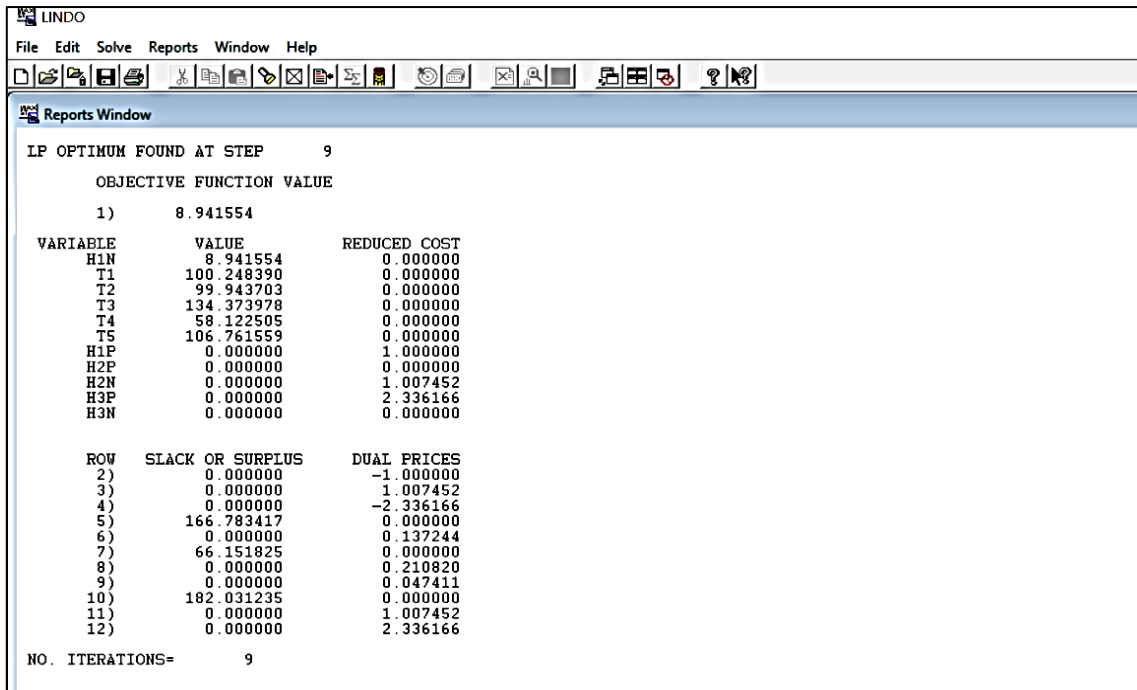 LINDO
File Edit Solve Reports Window Help
Reports Window
LP OPTIMUM FOUND AT STEP 9
OBJECTIVE FUNCTION VALUE
1) 8.941554
VARIABLE VALUE REDUCED COST
H1N 8.941554 0.000000
T1 100.248390 0.000000
T2 99.943703 0.000000
T3 134.373978 0.000000
T4 58.122505 0.000000
T5 106.761559 0.000000
H1P 0.000000 1.000000
H2P 0.000000 0.000000
H2N 0.000000 1.007452
H3P 0.000000 2.336166
H3N 0.000000 0.000000
ROW SLACK OR SURPLUS DUAL PRICES
2) 0.000000 -1.000000
3) 0.000000 1.007452
4) 0.000000 -2.336166
5) 166.783417 0.000000
6) 0.000000 0.137244
7) 66.151825 0.000000
8) 0.000000 0.210820
9) 0.000000 0.047411
10) 182.031235 0.000000
11) 0.000000 1.007452
12) 0.000000 2.336166
NO. ITERATIONS= 9